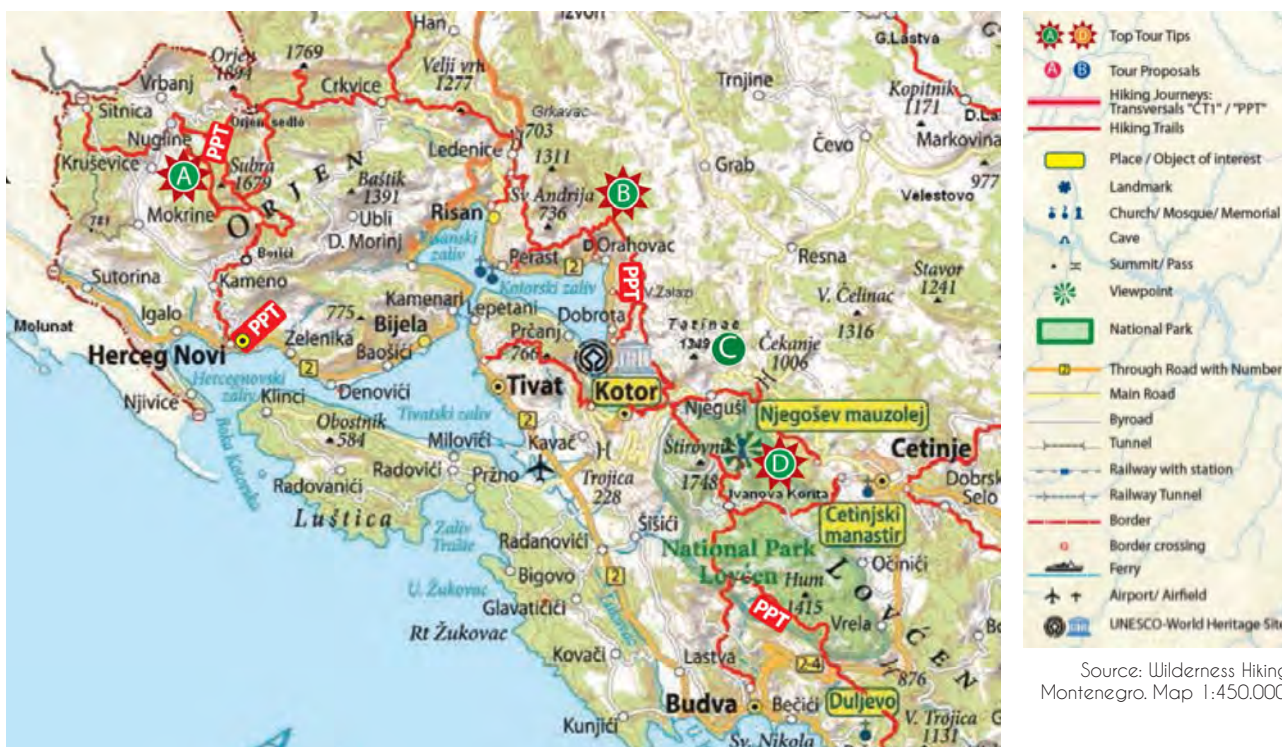 Han
Izvor
G.Lastva
Orjen
1894
1769
Velji vrh
1277
Trnjine
Kopitnik
1171
D.La
Vrbanj
Crkvice
Grkavac
703
Sitnica
Orjen sedlo
Čevo
Markovina
Nugline
PPT
Ledenice
1311
Grab
977
Kruševice
A
Subra
1679
ORJEN
Baštik
1391
Sv Andrija
736
B
Velestovo
Mokrine
Ubli
Risan
781
D. Morinj
Risanski
zaliv
D.Orahovac
Borići
Perast
2
Resna
Stavor
1241
Sutorina
Kameno
Kotorski zaliv
PPT
V.Zalazi
Kamenari
Lepetani
V. Čelinac
1316
Igalo
PPT
775
Bijela
Dobrota
Molunat
Zelenika
Prčanj
766
1349
C
Čekanje
1006
Herceg Novi
Baošići
2
Hercegnovski
zaliv
Denovići
Tivat
Kotor
Njeguši
Njegošev mauzolej
Njivice
Klinci
Tivatski zaliv
Obostnik
584
2
Cetinje
Milovići
Kavač
Štirovnik
1748
D
Boka Kotorska
Radovići
Trojica
228
Dobrsk
Selo
Radovanići
Pržno
Ivanova Korita
Luštica
Cetinjski
manastir
Zaliv
Trašte
Šišići
Radanovići
National Park
Lovćen
Očinići
2
Bigovo
Hum
1415
LOVĆEN
U. Žukovac
Glavatičići
PPT
Rt Žukovac
Vrela
Kovači
Lastva
2-4
876
Budva
Bečići
Duljevo
Kunjići
V. Trojica
1131
Sv. Nikola
A D Top Tour Tips
A B Tour Proposals
Hiking Journeys:
Transversals "CT1" / "PPT"
Hiking Trails
Place / Object of interest
Landmark
Church/ Mosque/ Memorial
Cave
Summit/ Pass
Viewpoint
National Park
2 Through Road with Number
Main Road
Byroad
Tunnel
Railway with station
Railway Tunnel
Border
Border crossing
Ferry
Airport/ Airfield
UNESCO-World Heritage Site
Source: Wilderness Hiking
Montenegro. Map 1:450.000